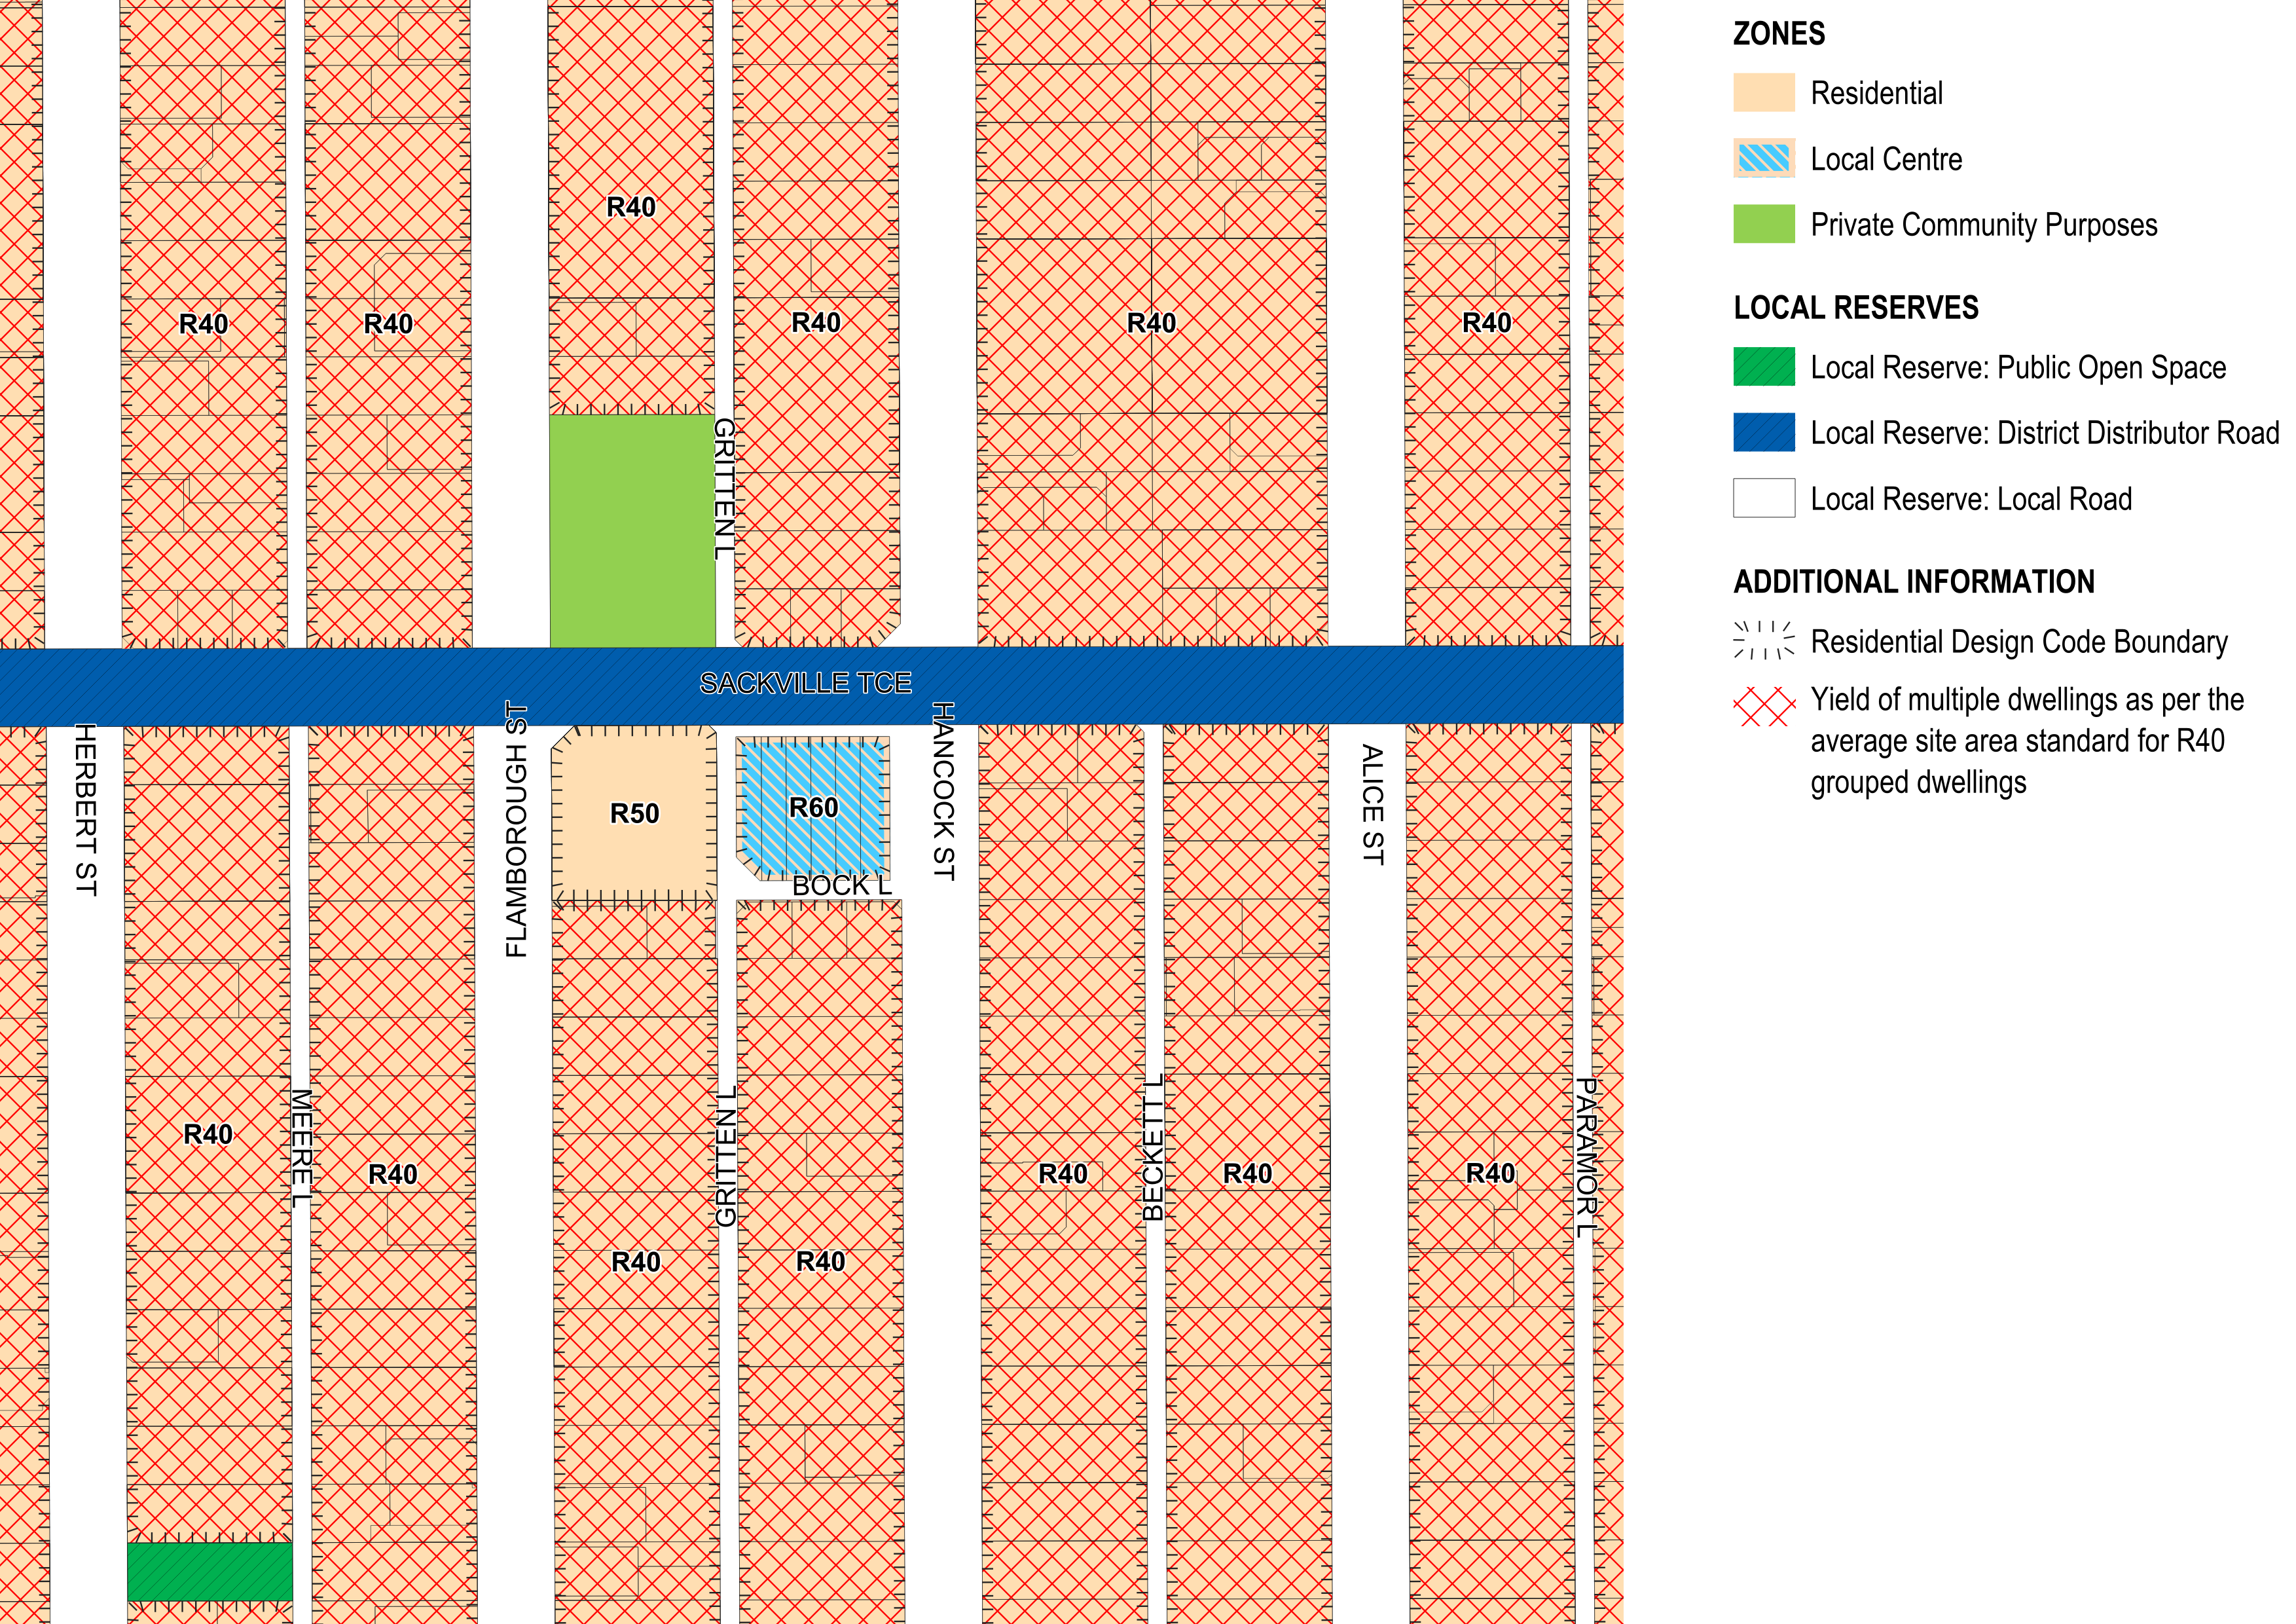 ZONES
Residential
Local Centre
Private Community Purposes
LOCAL RESERVES
Local Reserve: Public Open Space
Local Reserve: District Distributor Road
Local Reserve: Local Road
ADDITIONAL INFORMATION
Residential Design Code Boundary
Yield of multiple dwellings as per the
average site area standard for R40
grouped dwellings
R40
R40
R40
R40
R40
R40
GRITTEN L
SACKVILLE TCE
HERBERT ST
FLAMBOROUGH ST
HANCOCK ST
ALICE ST
R50
R60
BOCK L
MEERE L
GRITTEN L
BECKETT L
PARAMOR L
R40
R40
R40
R40
R40
R40
R40